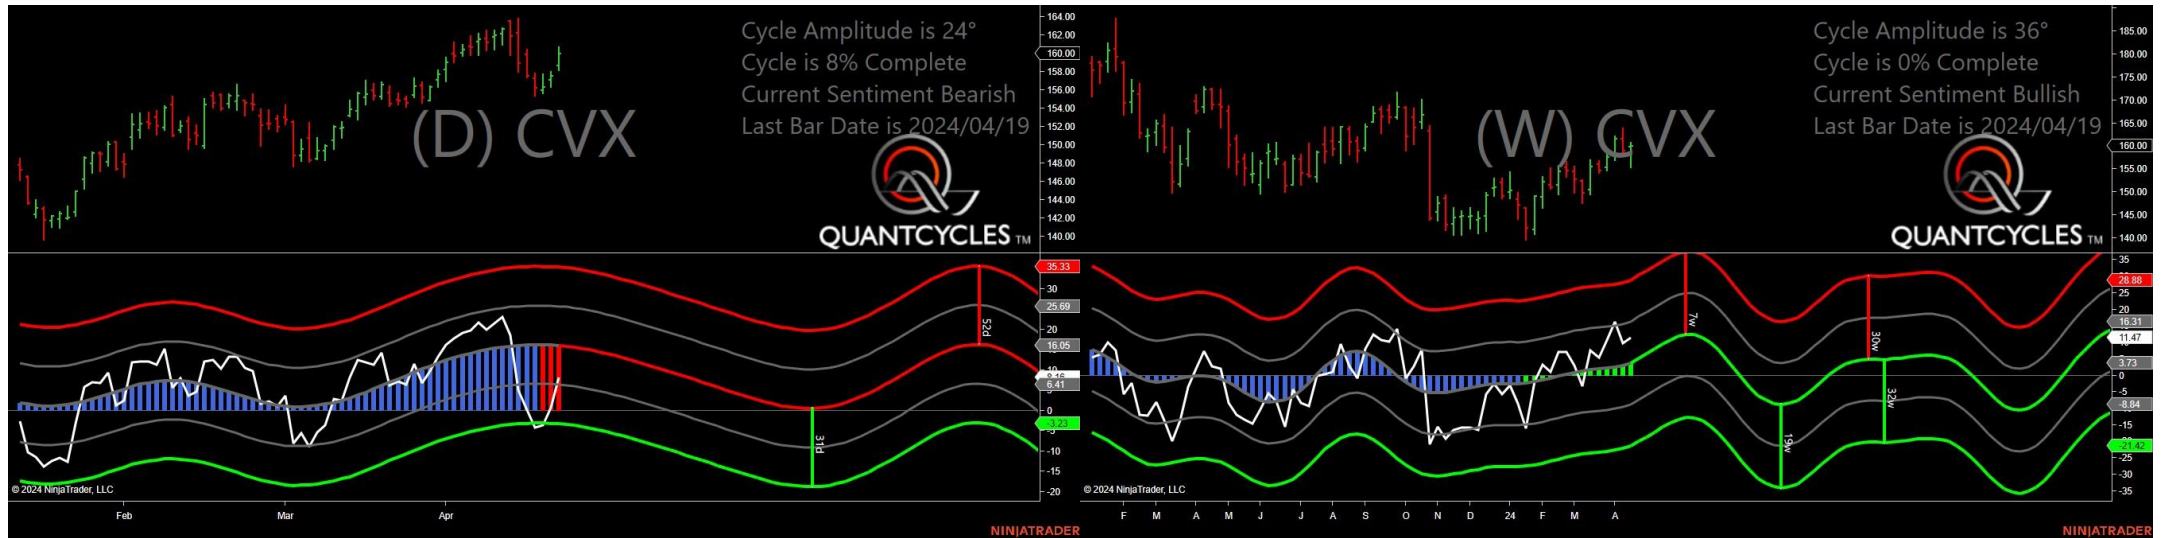 Cycle Amplitude is 24°
Cycle is 8% Complete
Current Sentiment Bearish
Last Bar Date is 2024/04/19
(D) CVX
QUANTCYCLES TM
164.00
162.00
160.00
158.00
156.00
154.00
152.00
150.00
148.00
146.00
144.00
142.00
140.00
35.33
30
25.69
20
16.05
6.41
0
-3.23
-10
-15
-20
52d
31d
© 2024 NinjaTrader, LLC
Feb Mar Apr
NINJATRADER
Cycle Amplitude is 36°
Cycle is 0% Complete
Current Sentiment Bullish
Last Bar Date is 2024/04/19
(W) CVX
QUANTCYCLES TM
185.00
180.00
175.00
170.00
165.00
160.00
155.00
150.00
145.00
140.00
35
28.88
25
20
16.31
11.47
3.73
0
-5
-8.84
-15
-21.42
-25
-30
-35
7w
30w
19w
32w
© 2024 NinjaTrader, LLC
F M A M J J A S O N D 24 F M A
NINJATRADER